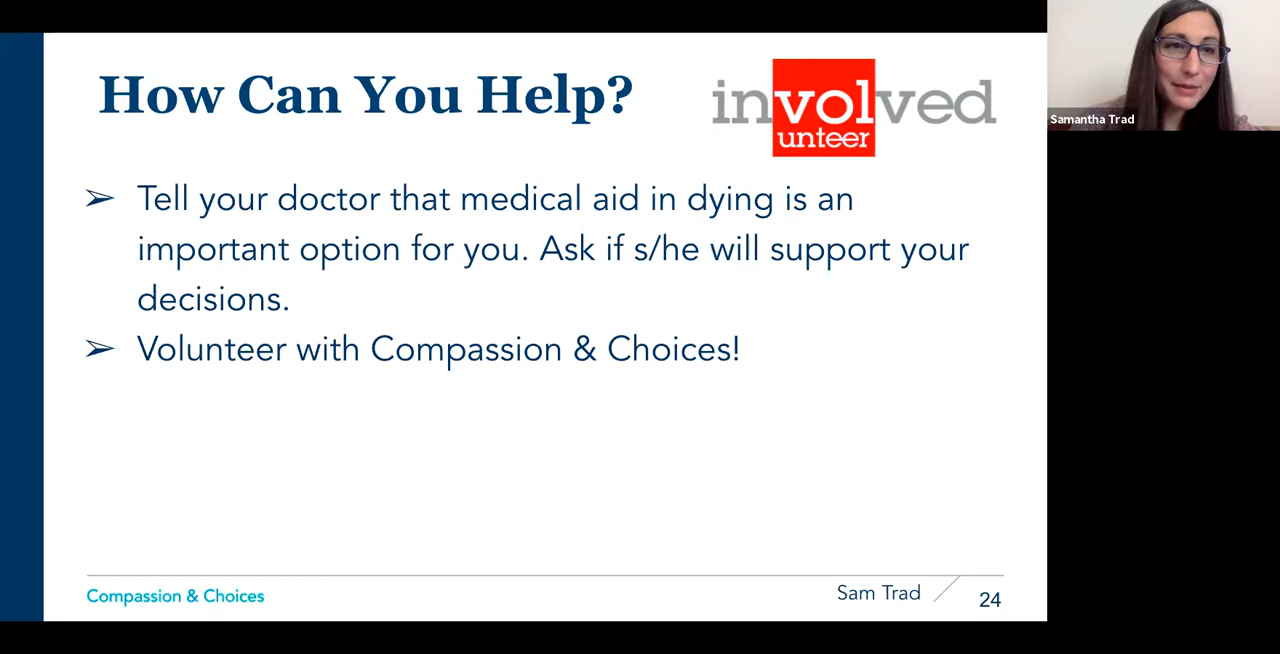 How Can You Help?
involved
unteer
Samantha Trad
➢ Tell your doctor that medical aid in dying is an
important option for you. Ask if s/he will support your
decisions.
➢ Volunteer with Compassion & Choices!
Compassion & Choices
Sam Trad
24